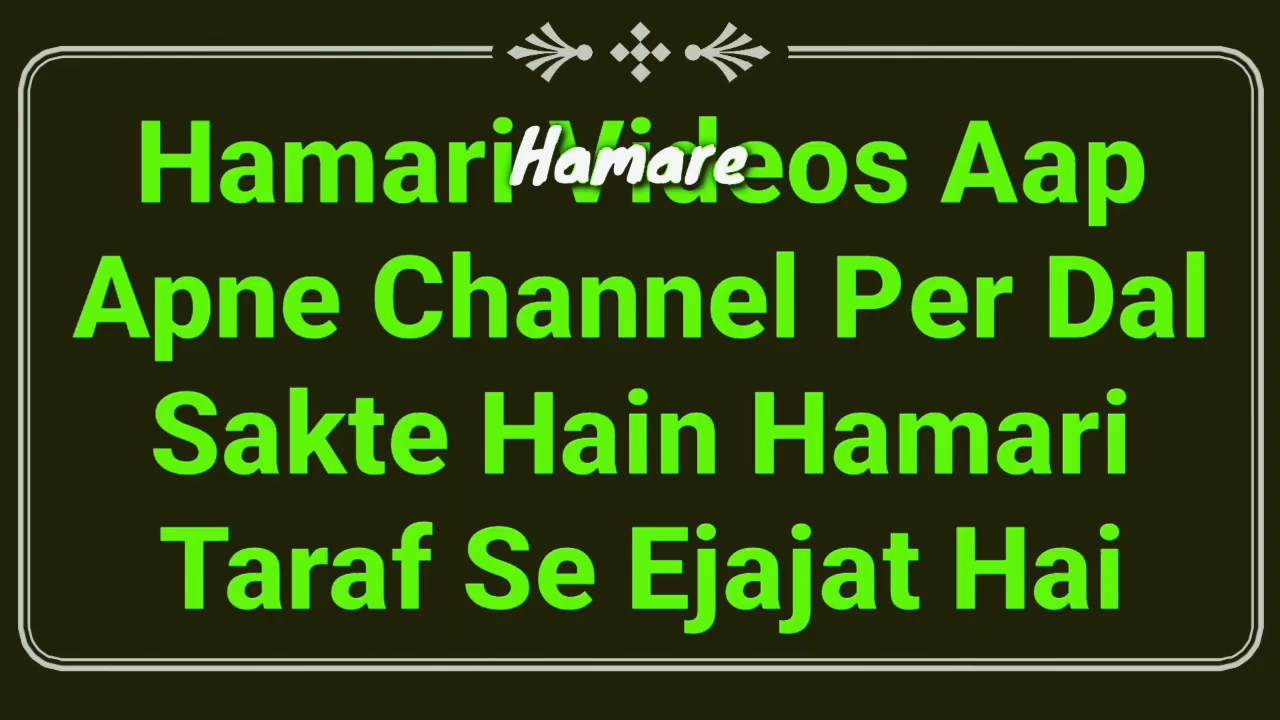 Hamari Videos Aap
Hamare
Apne Channel Per Dal
Sakte Hain Hamari
Taraf Se Ejajat Hai